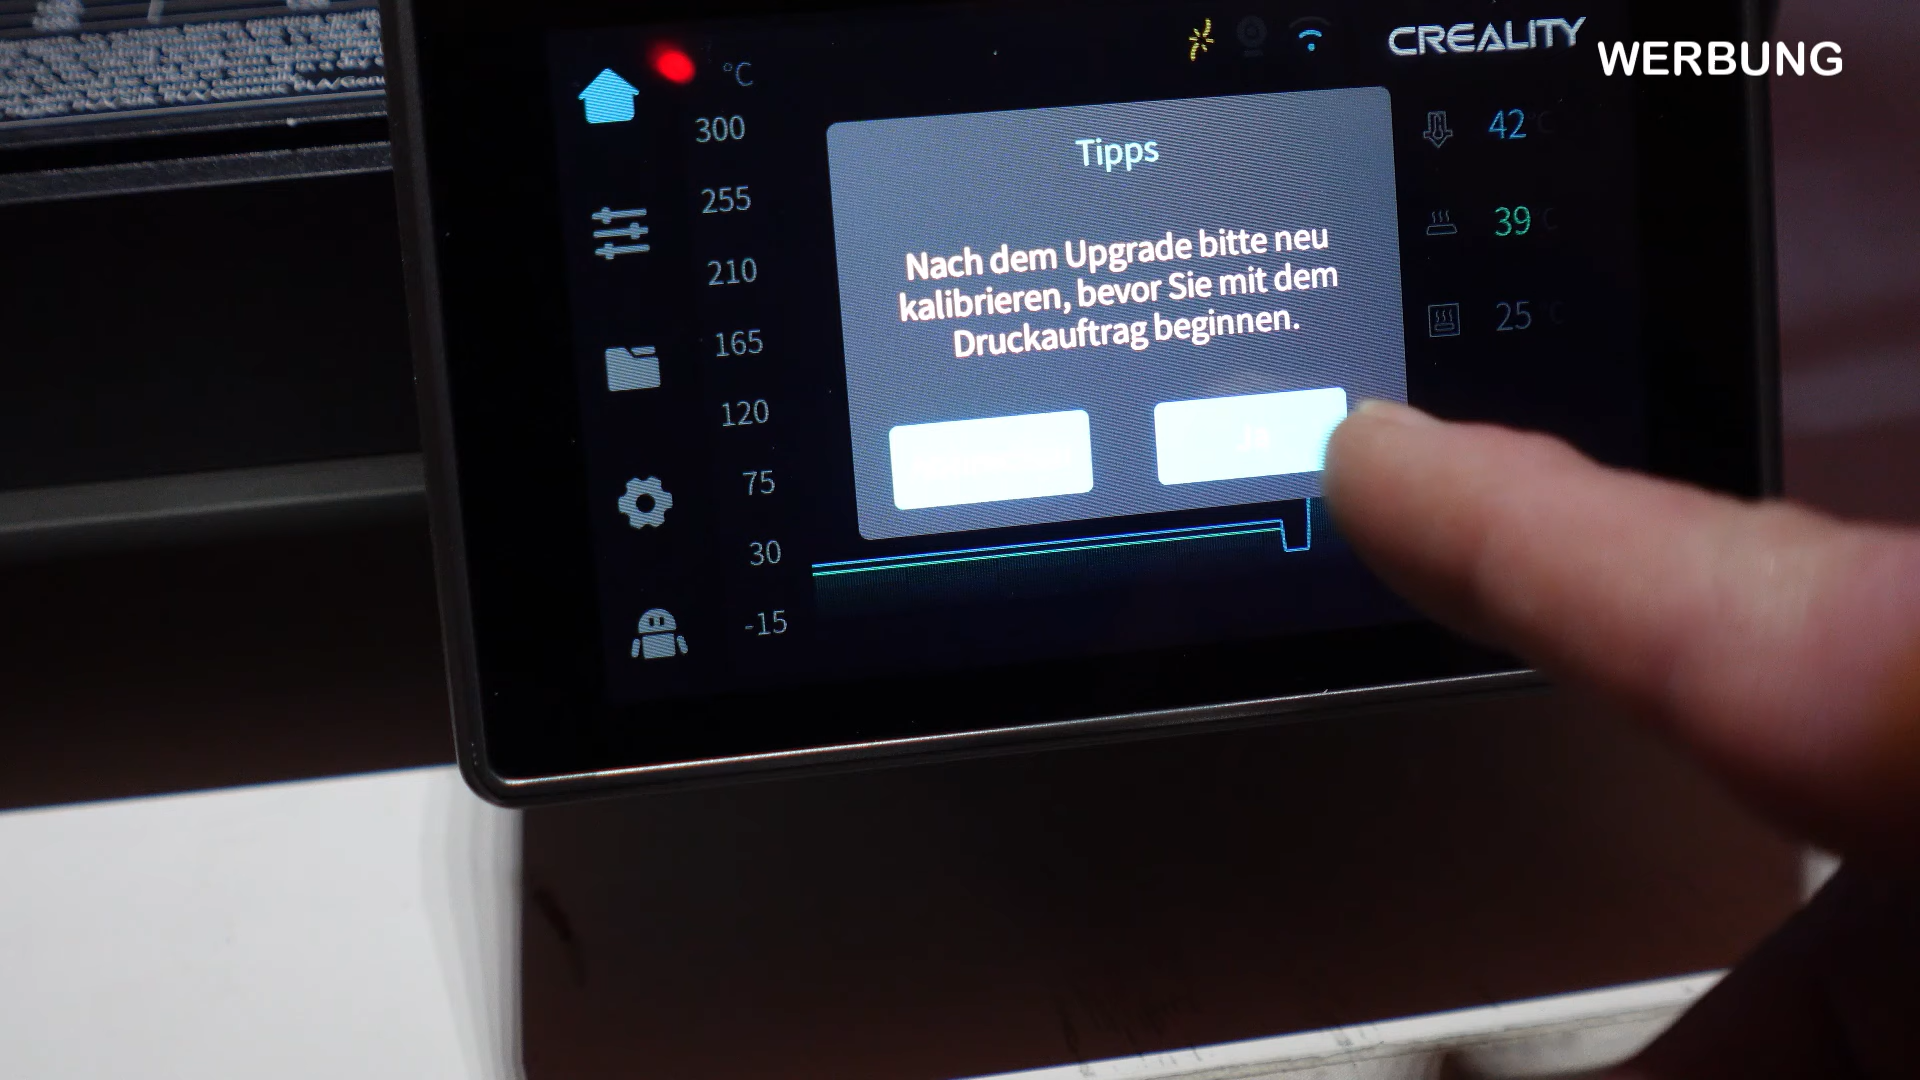 CREALITY
WERBUNG
°C
300
255
210
165
120
75
30
-15
Tipps
Nach dem Upgrade bitte neu
kalibrieren, bevor Sie mit dem
Druckauftrag beginnen.
Ja
42 °C
39 °C
25 °C